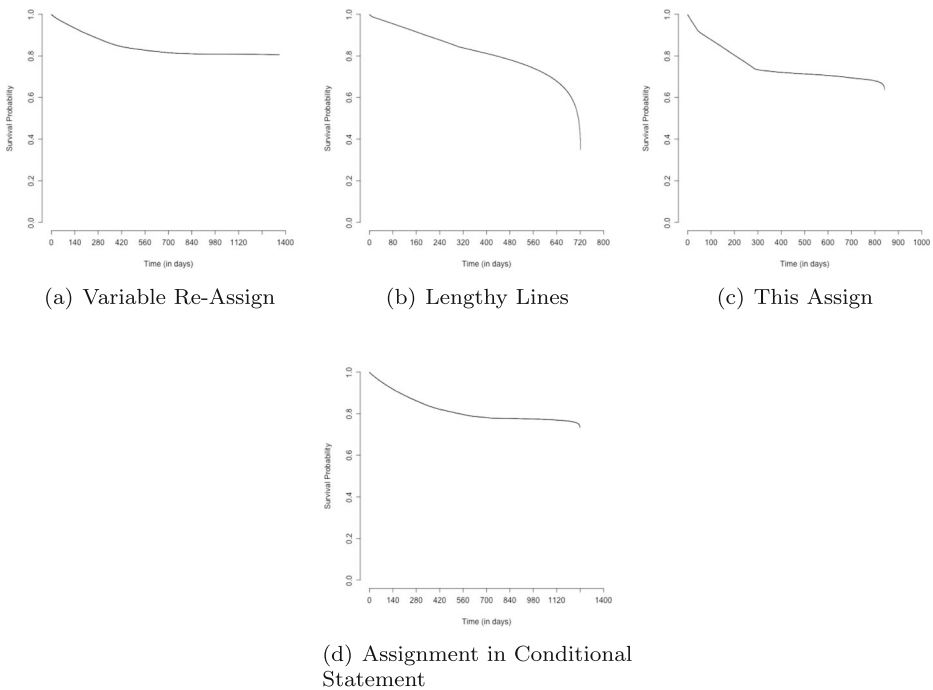 Survival Probability
1.0
0.8
0.6
0.4
0.2
0.0
0 140 280 420 560 700 840 980 1120 1400
Time (in days)
(a) Variable Re-Assign
Survival Probability
1.0
0.8
0.6
0.4
0.2
0.0
0 80 160 240 320 400 480 560 640 720 800
Time (in days)
(b) Lengthy Lines
Survival Probability
1.0
0.8
0.6
0.4
0.2
0.0
0 100 200 300 400 500 600 700 800 900 1000
Time (in days)
(c) This Assign
Survival Probability
1.0
0.8
0.6
0.4
0.2
0.0
0 140 280 420 560 700 840 980 1120 1400
Time (in days)
(d) Assignment in Conditional
Statement